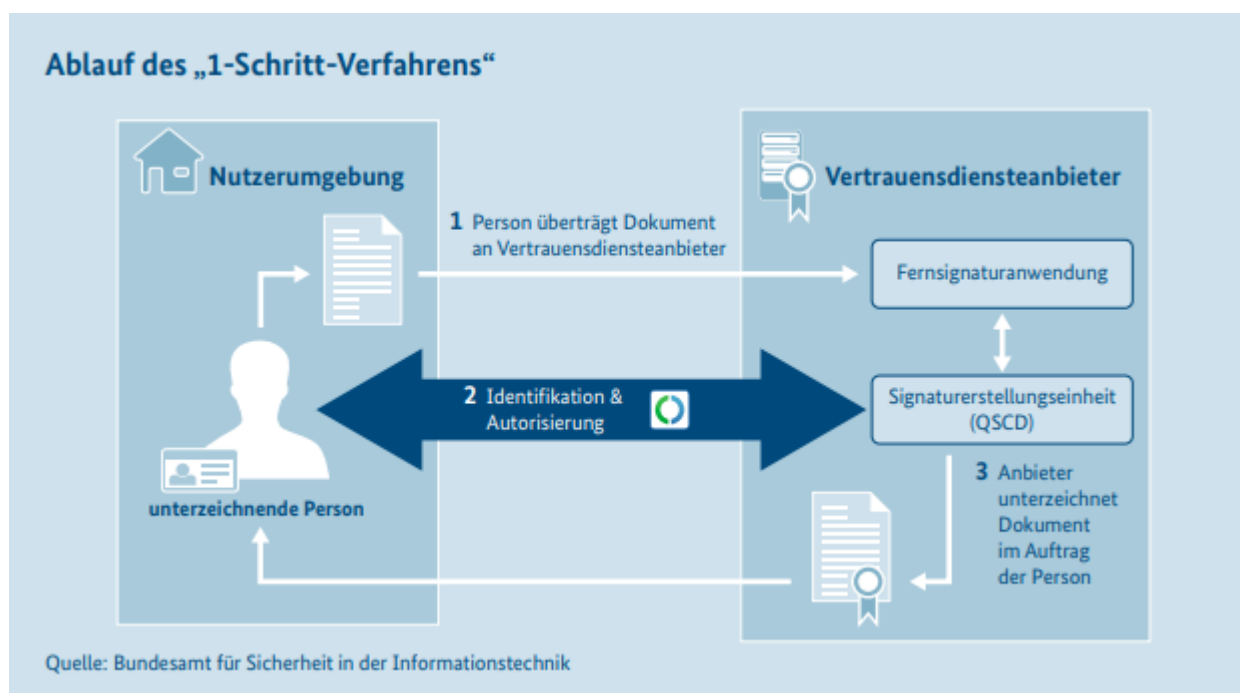 Ablauf des „1-Schritt-Verfahrens“
Nutzerumgebung
Vertrauensdiensteanbieter
1 Person überträgt Dokument
an Vertrauensdiensteanbieter
Fernsignaturanwendung
2 Identifikation &
Autorisierung
Signaturerstellungseinheit
(QSCD)
3 Anbieter
unterzeichnet
Dokument
im Auftrag
der Person
unterzeichnende Person
Quelle: Bundesamt für Sicherheit in der Informationstechnik